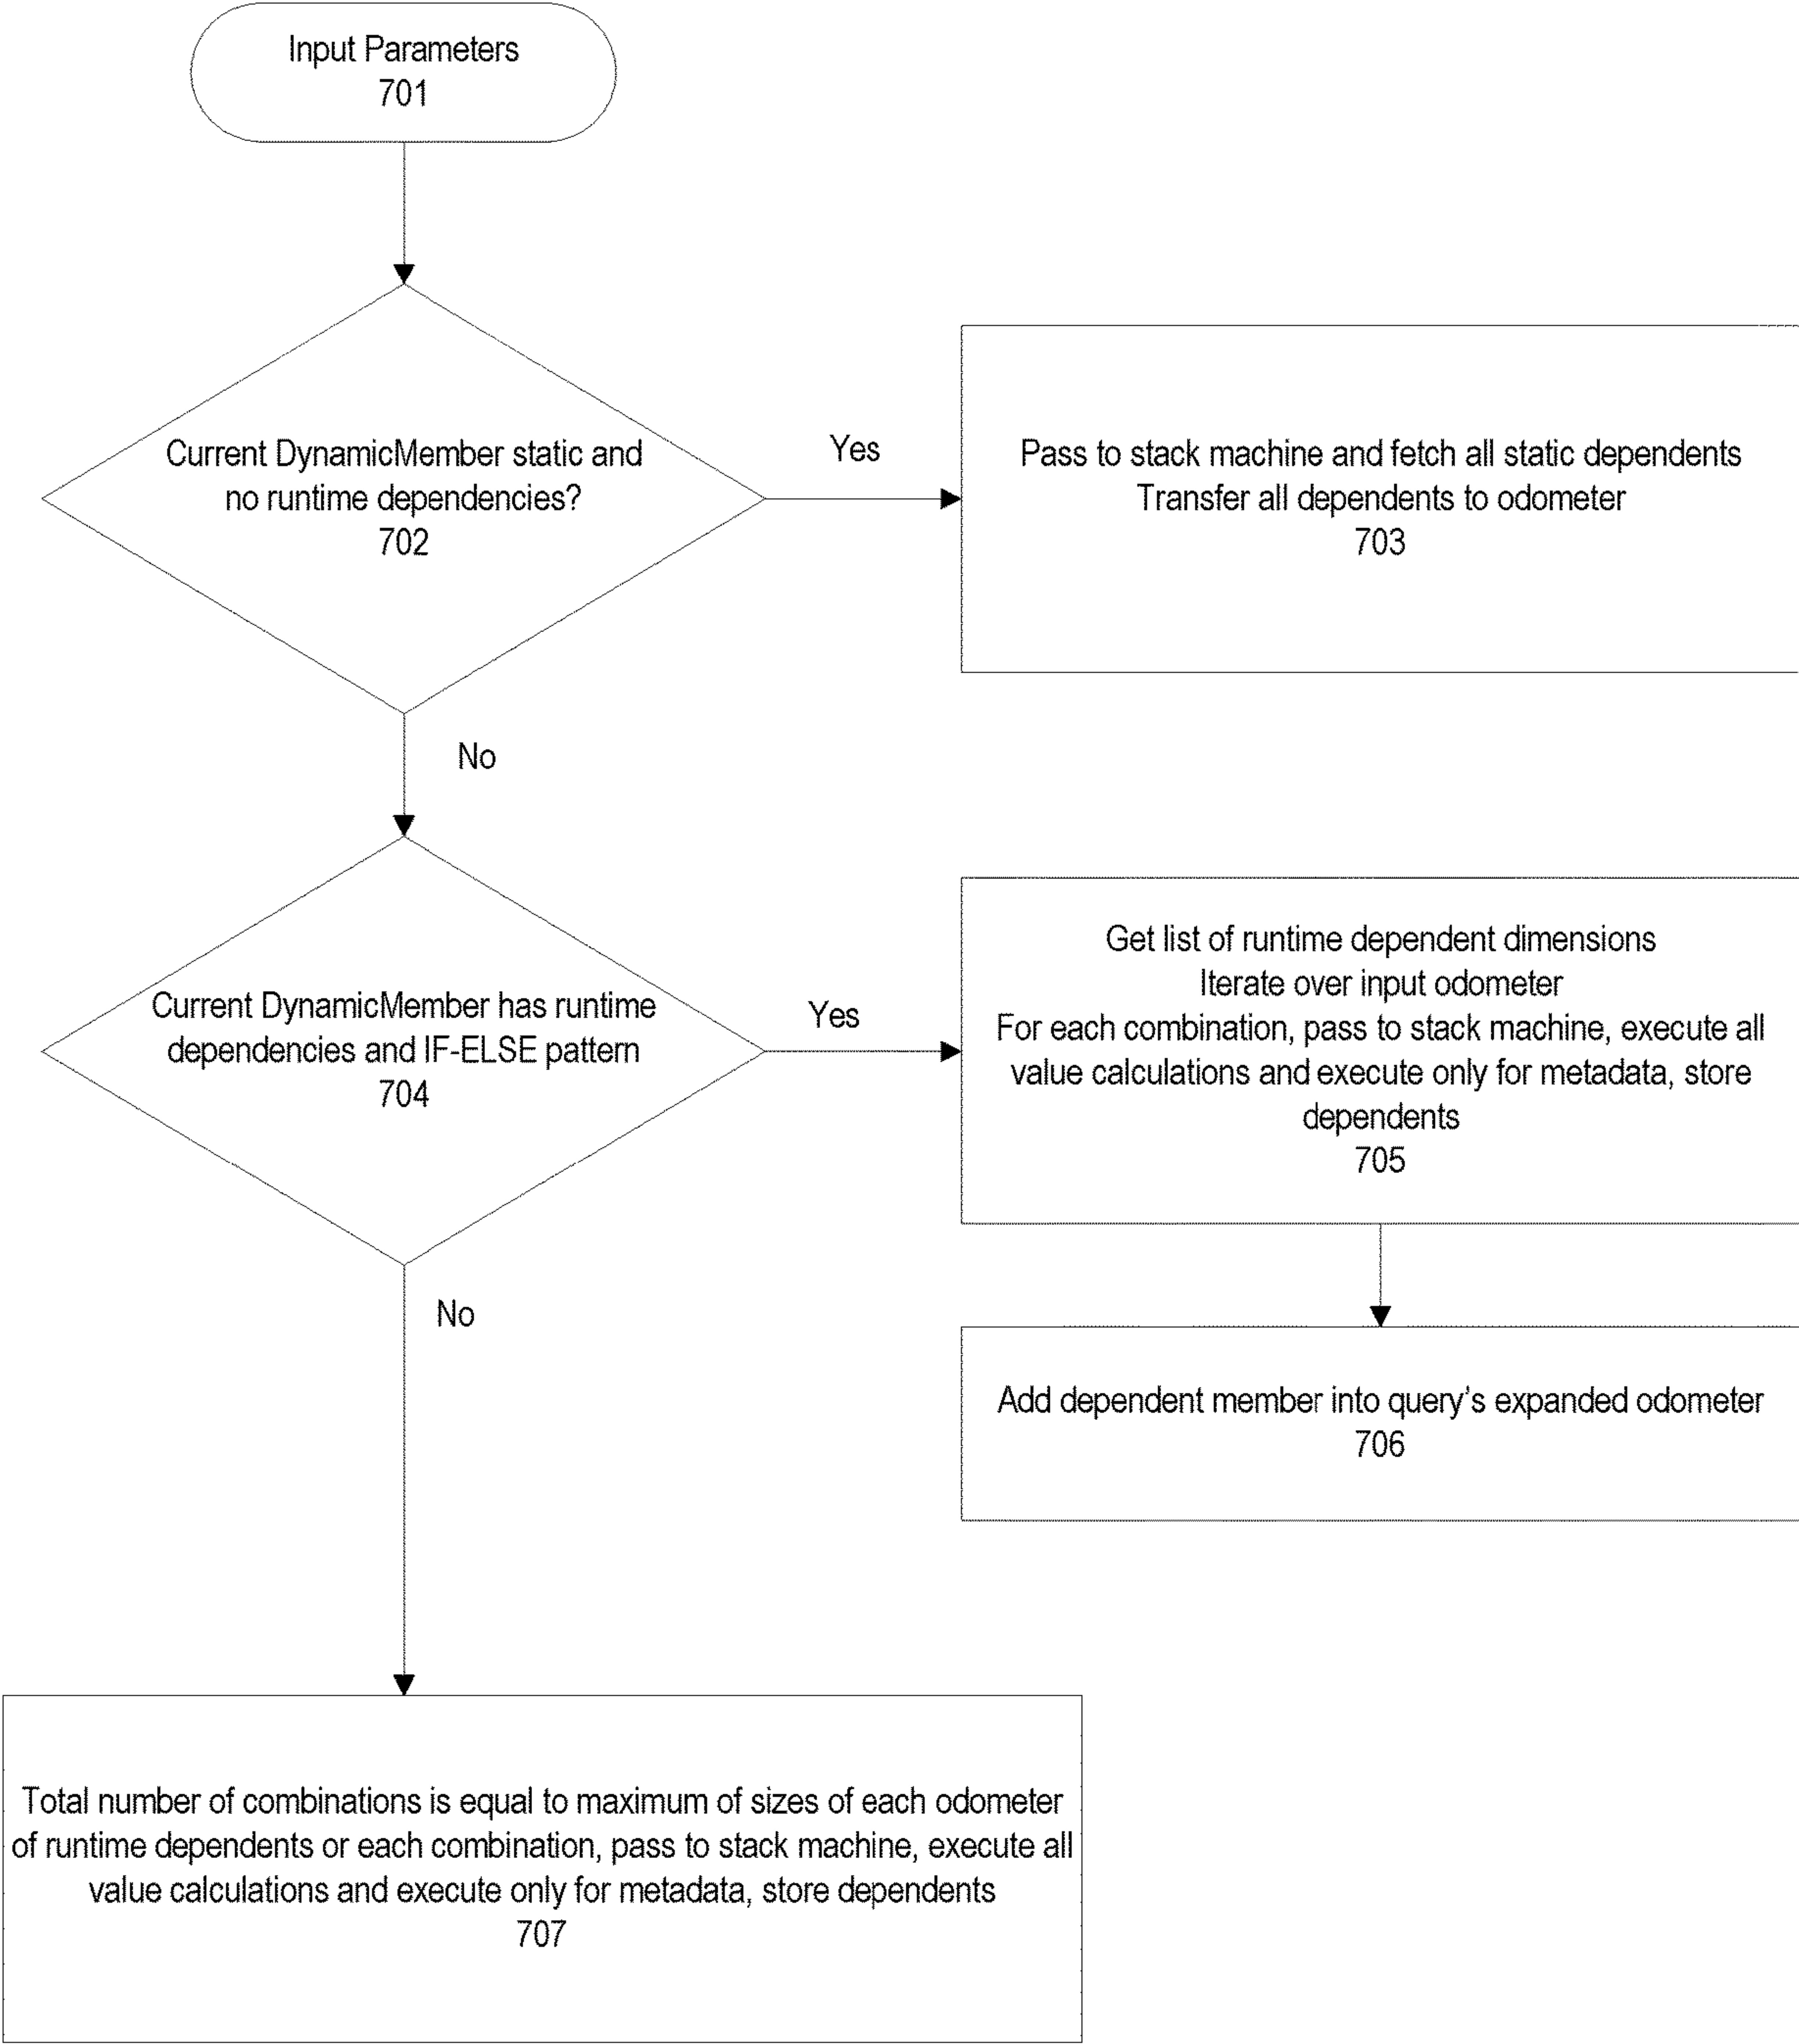 Input Parameters
701
Current DynamicMember static and
no runtime dependencies?
702
Yes
Pass to stack machine and fetch all static dependents
Transfer all dependents to odometer
703
No
Current DynamicMember has runtime
dependencies and IF-ELSE pattern
704
Yes
Get list of runtime dependent dimensions
Iterate over input odometer
For each combination, pass to stack machine, execute all
value calculations and execute only for metadata, store
dependents
705
No
Add dependent member into query's expanded odometer
706
Total number of combinations is equal to maximum of sizes of each odometer
of runtime dependents or each combination, pass to stack machine, execute all
value calculations and execute only for metadata, store dependents
707